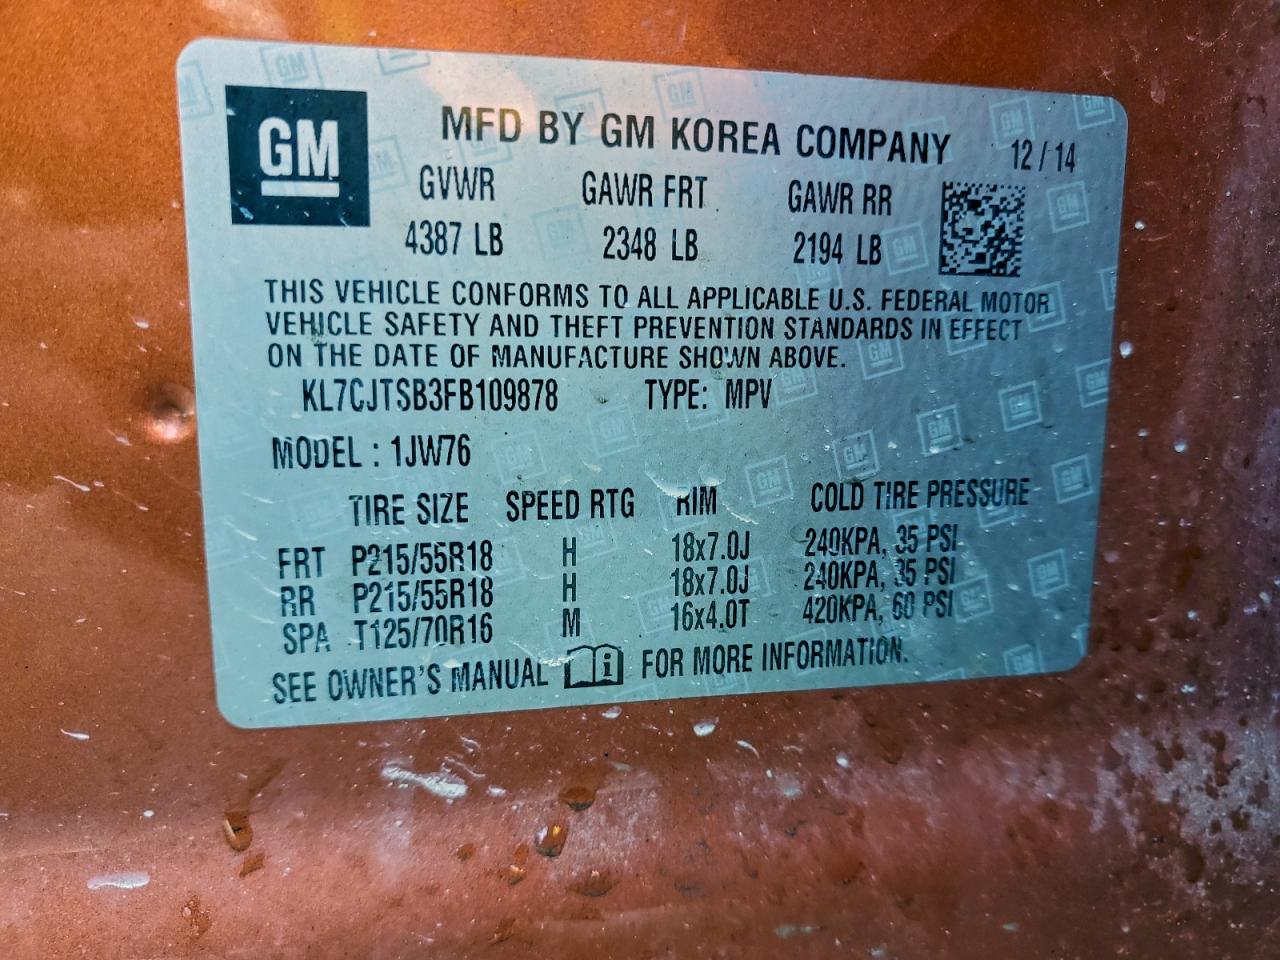 GM
MFD BY GM KOREA COMPANY 12/14
GVWR GAWR FRT GAWR RR
4387 LB 2348 LB 2194 LB
THIS VEHICLE CONFORMS TO ALL APPLICABLE U.S. FEDERAL MOTOR
VEHICLE SAFETY AND THEFT PREVENTION STANDARDS IN EFFECT
ON THE DATE OF MANUFACTURE SHOWN ABOVE.
KL7CJTSB3FB109878 TYPE: MPV
MODEL : 1JW76
TIRE SIZE SPEED RTG RIM COLD TIRE PRESSURE
FRT P215/55R18 H 18x7.0J 240KPA, 35 PSI
RR P215/55R18 H 18x7.0J 240KPA, 35 PSI
SPA T125/70R16 M 16x4.0T 420KPA, 60 PSI
SEE OWNER'S MANUAL i FOR MORE INFORMATION.